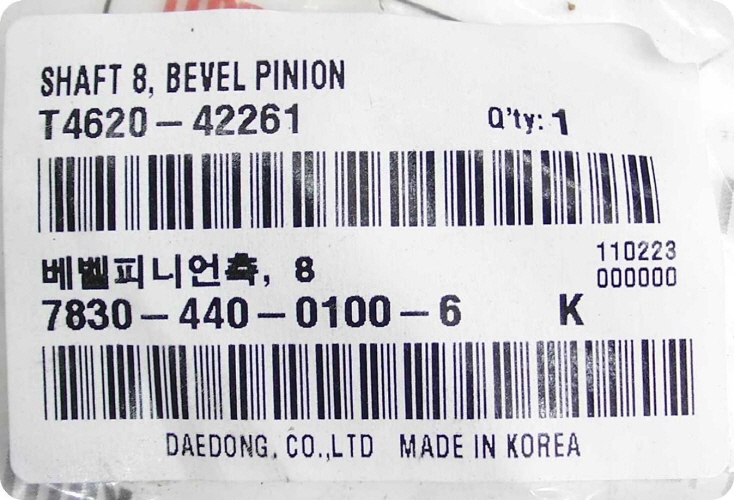 SHAFT 8, BEVEL PINION
T4620-42261 Q'ty: 1
베벨피니언축, 8
110223
000000
7830-440-0100-6 K
DAEDONG. CO.,LTD MADE IN KOREA